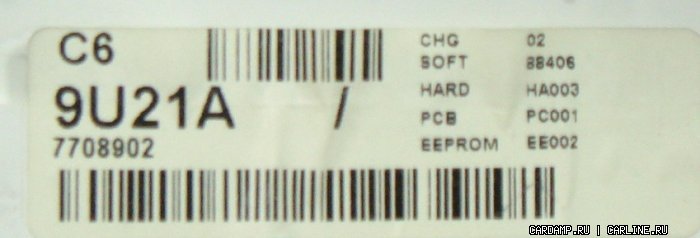 C6
9U21A /
7708902
CHG 02
SOFT 88406
HARD HA003
PCB PC001
EEPROM EE002
CARDAMP.RU | CARLINE.RU